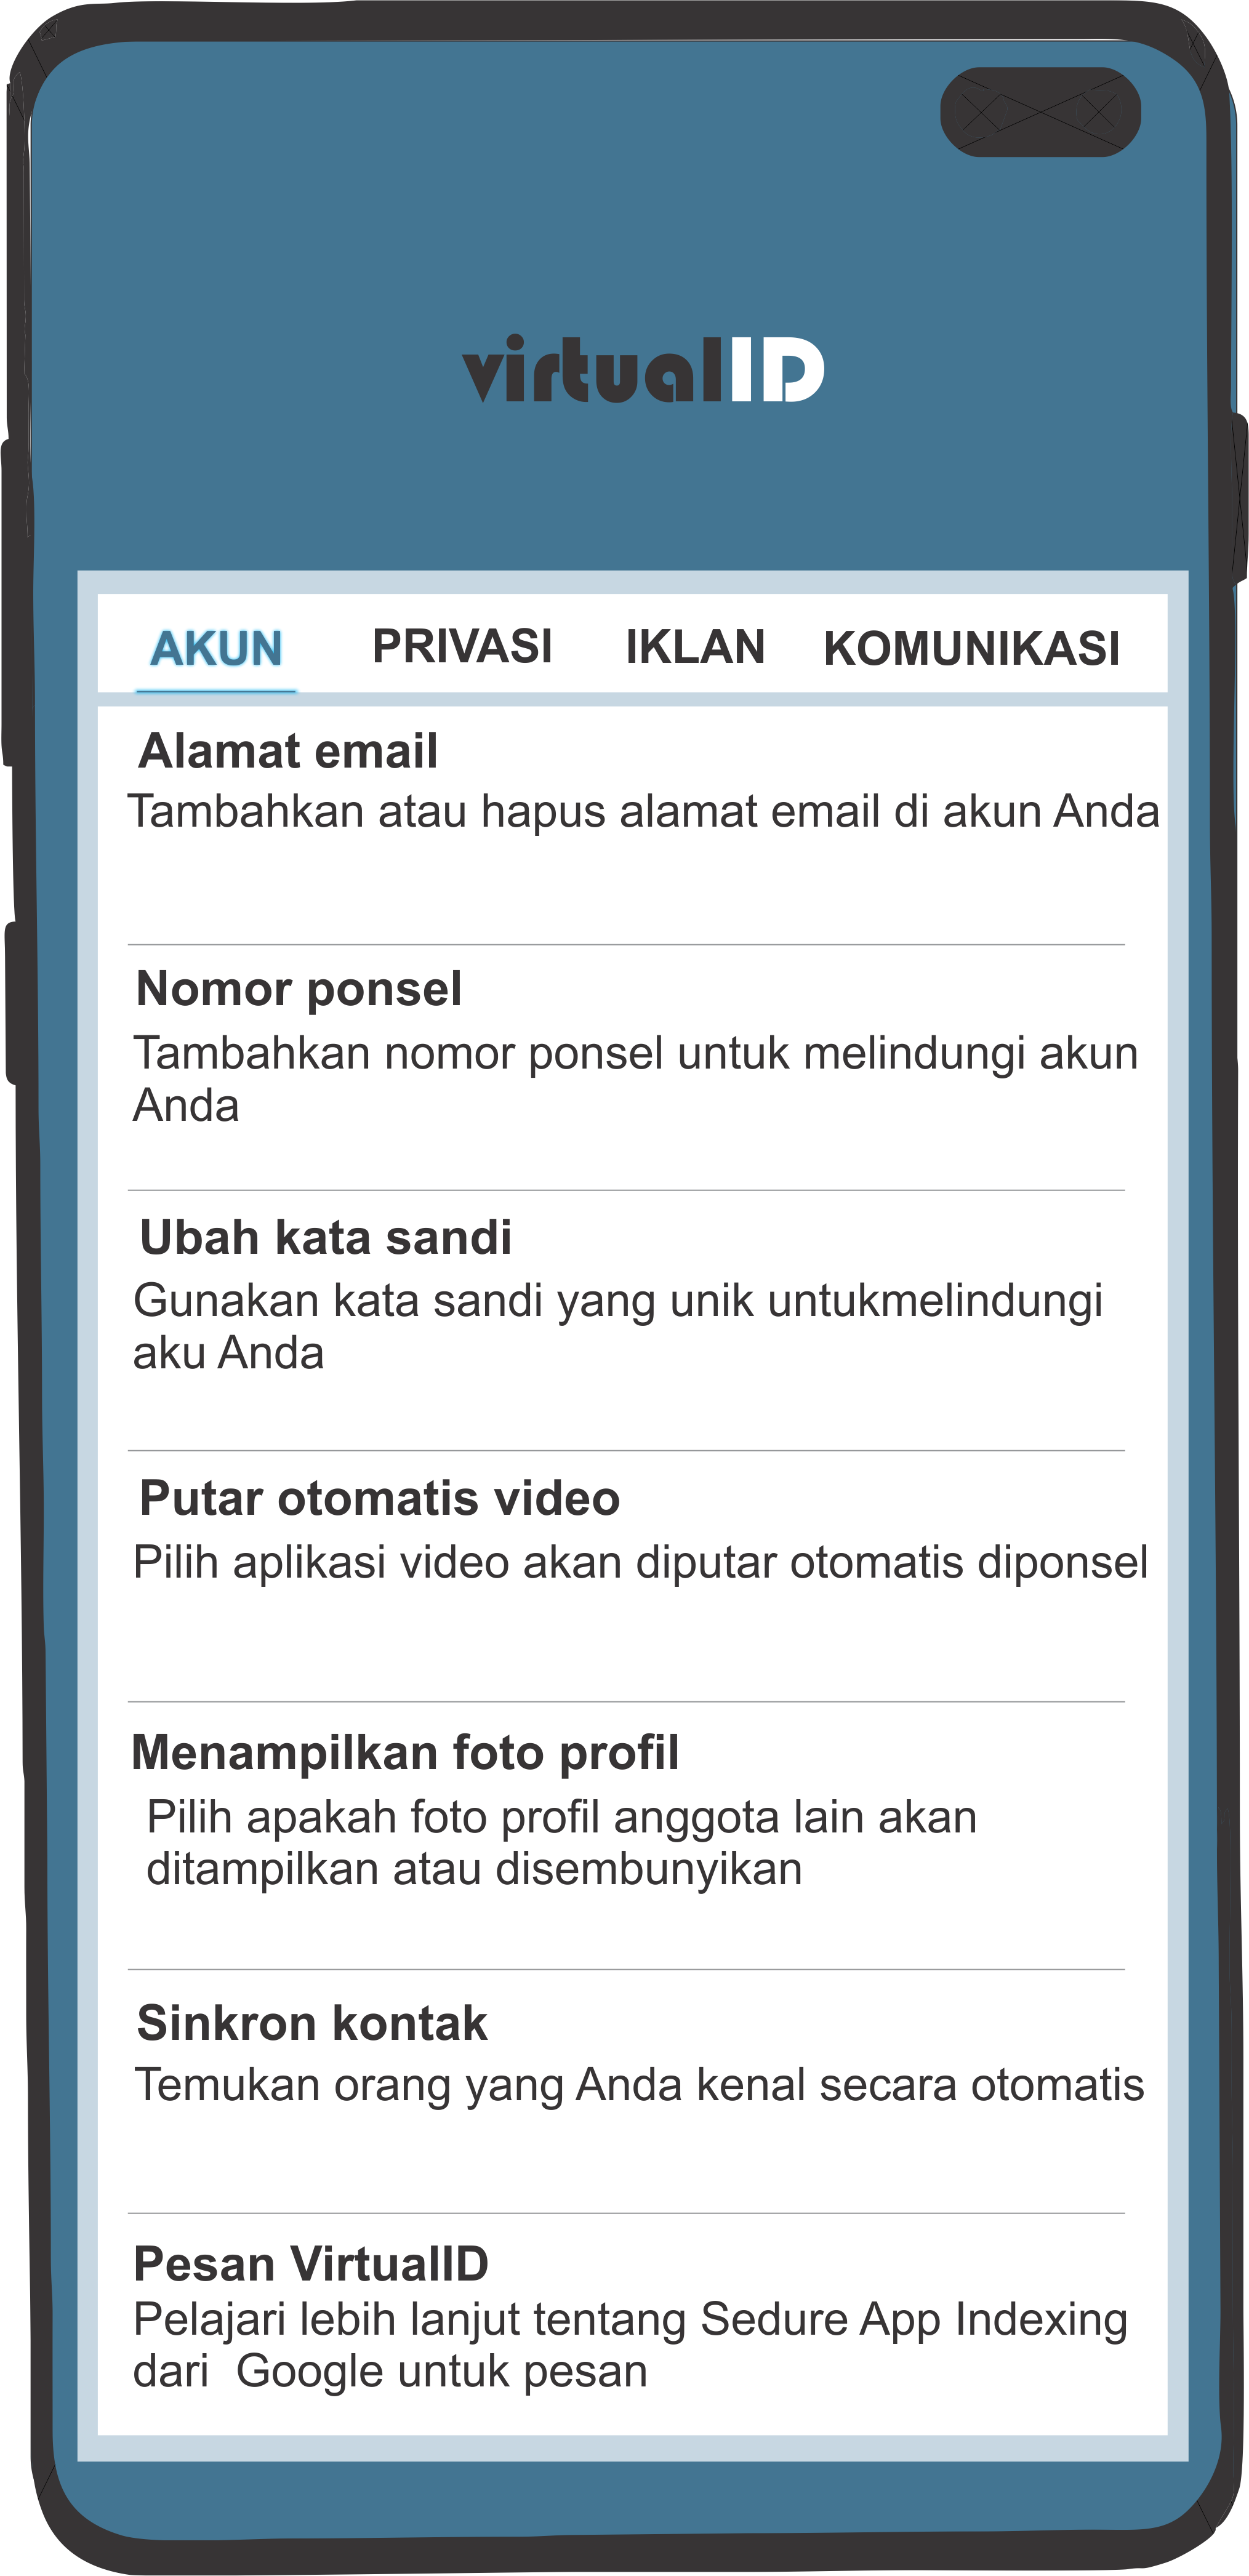 virtualID
AKUN PRIVASI IKLAN KOMUNIKASI
Alamat email
Tambahkan atau hapus alamat email di akun Anda
Nomor ponsel
Tambahkan nomor ponsel untuk melindungi akun
Anda
Ubah kata sandi
Gunakan kata sandi yang unik untukmelindungi
aku Anda
Putar otomatis video
Pilih aplikasi video akan diputar otomatis diponsel
Menampilkan foto profil
Pilih apakah foto profil anggota lain akan
ditampilkan atau disembunyikan
Sinkron kontak
Temukan orang yang Anda kenal secara otomatis
Pesan VirtualID
Pelajari lebih lanjut tentang Sedure App Indexing
dari  Google untuk pesan